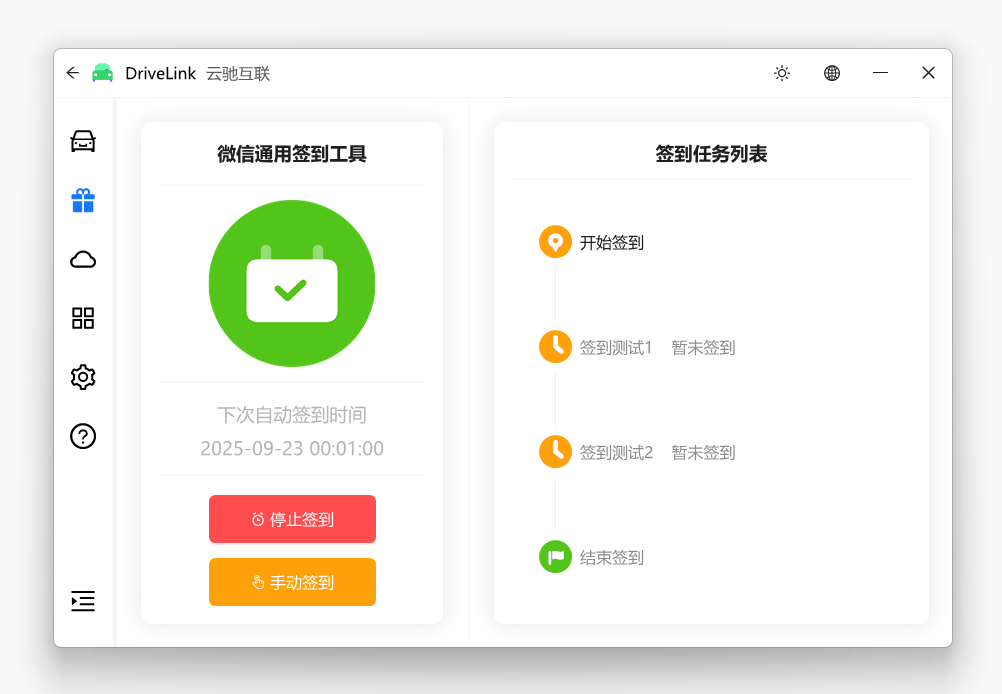 DriveLink 云驰互联
微信通用签到工具
下次自动签到时间
2025-09-23 00:01:00
停止签到
手动签到
签到任务列表
开始签到
签到测试1 暂未签到
签到测试2 暂未签到
结束签到